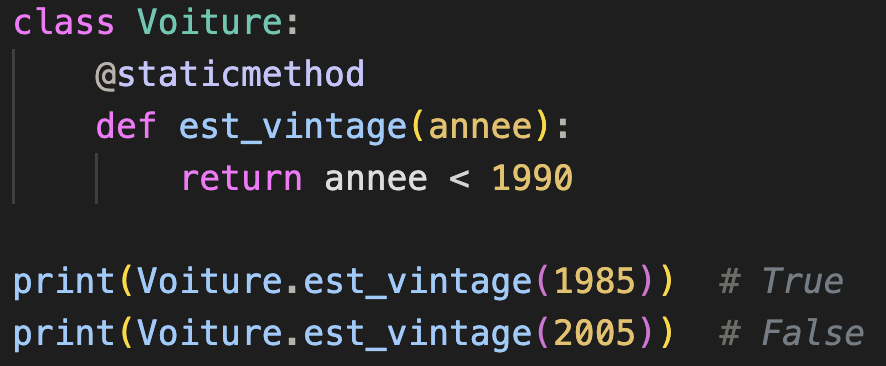 class Voiture:
    @staticmethod
    def est_vintage(annee):
        return annee < 1990

print(Voiture.est_vintage(1985))  # True
print(Voiture.est_vintage(2005))  # False